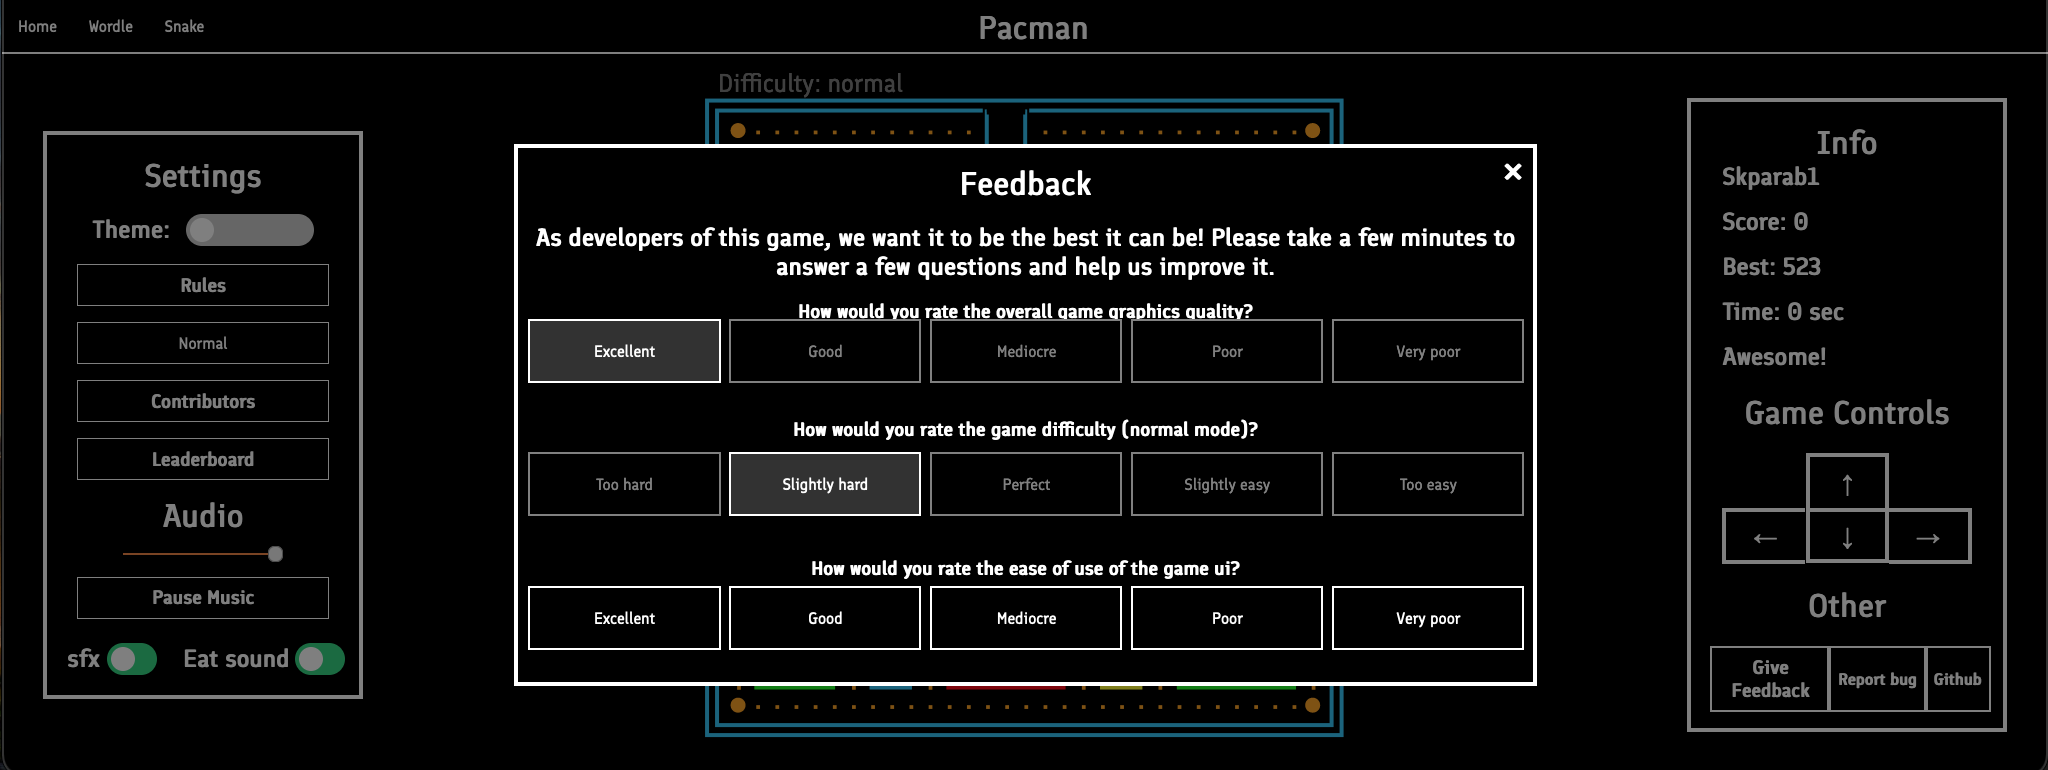 Home Wordle Snake
Pacman
Difficulty: normal
Settings
Theme:
Rules
Normal
Contributors
Leaderboard
Audio
Pause Music
sfx Eat sound
Feedback
As developers of this game, we want it to be the best it can be! Please take a few minutes to
answer a few questions and help us improve it.
How would you rate the overall game graphics quality?
Excellent Good Mediocre Poor Very poor
How would you rate the game difficulty (normal mode)?
Too hard Slightly hard Perfect Slightly easy Too easy
How would you rate the ease of use of the game ui?
Excellent Good Mediocre Poor Very poor
Info
Skparab1
Score: 0
Best: 523
Time: 0 sec
Awesome!
Game Controls
↑
← ↓ →
Other
Give
Feedback
Report bug
Github